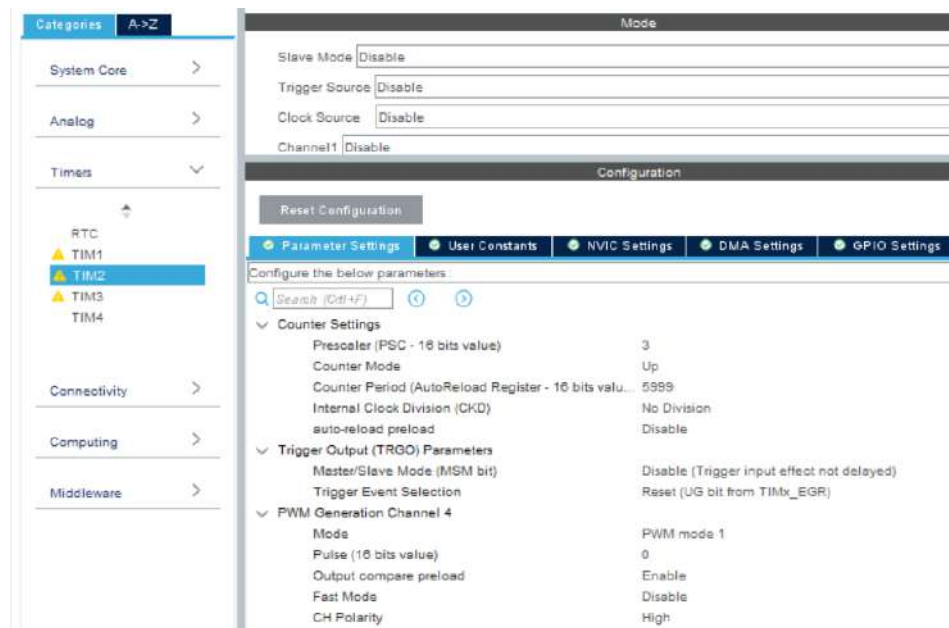 Categories A->Z
System Core
Analog
Timers
RTC
TIM1
TIM2
TIM3
TIM4
Connectivity
Computing
Middleware
Mode
Slave Mode Disable
Trigger Source Disable
Clock Source Disable
Channel1 Disable
Configuration
Reset Configuration
Parameter Settings User Constants NVIC Settings DMA Settings GPIO Settings
Configure the below parameters :
Search (Ctrl+F)
Counter Settings
Prescaler (PSC - 16 bits value) 3
Counter Mode Up
Counter Period (AutoReload Register - 16 bits valu... 5999
Internal Clock Division (CKD) No Division
auto-reload preload Disable
Trigger Output (TRGO) Parameters
Master/Slave Mode (MSM bit) Disable (Trigger input effect not delayed)
Trigger Event Selection Reset (UG bit from TIMx_EGR)
PWM Generation Channel 4
Mode PWM mode 1
Pulse (16 bits value) 0
Output compare preload Enable
Fast Mode Disable
CH Polarity High